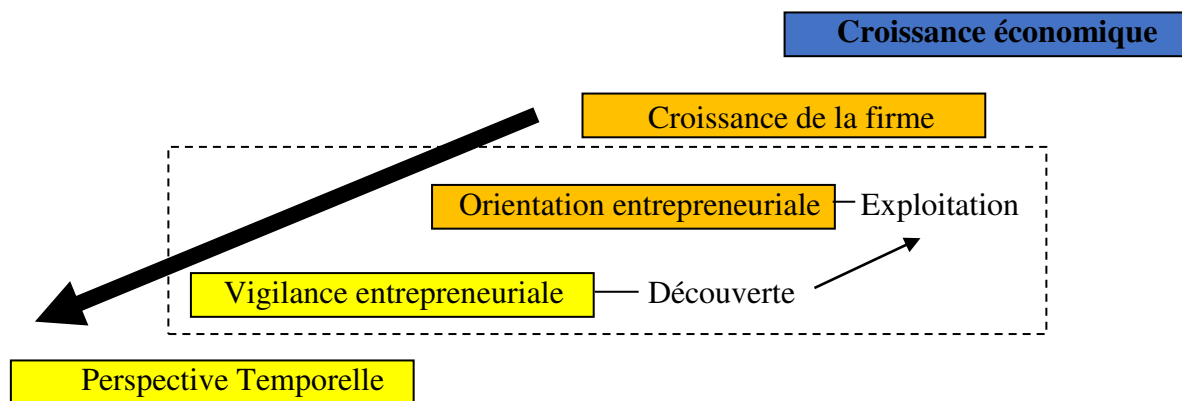 Croissance économique
Croissance de la firme
Orientation entrepreneuriale Exploitation
Vigilance entrepreneuriale Découverte
Perspective Temporelle